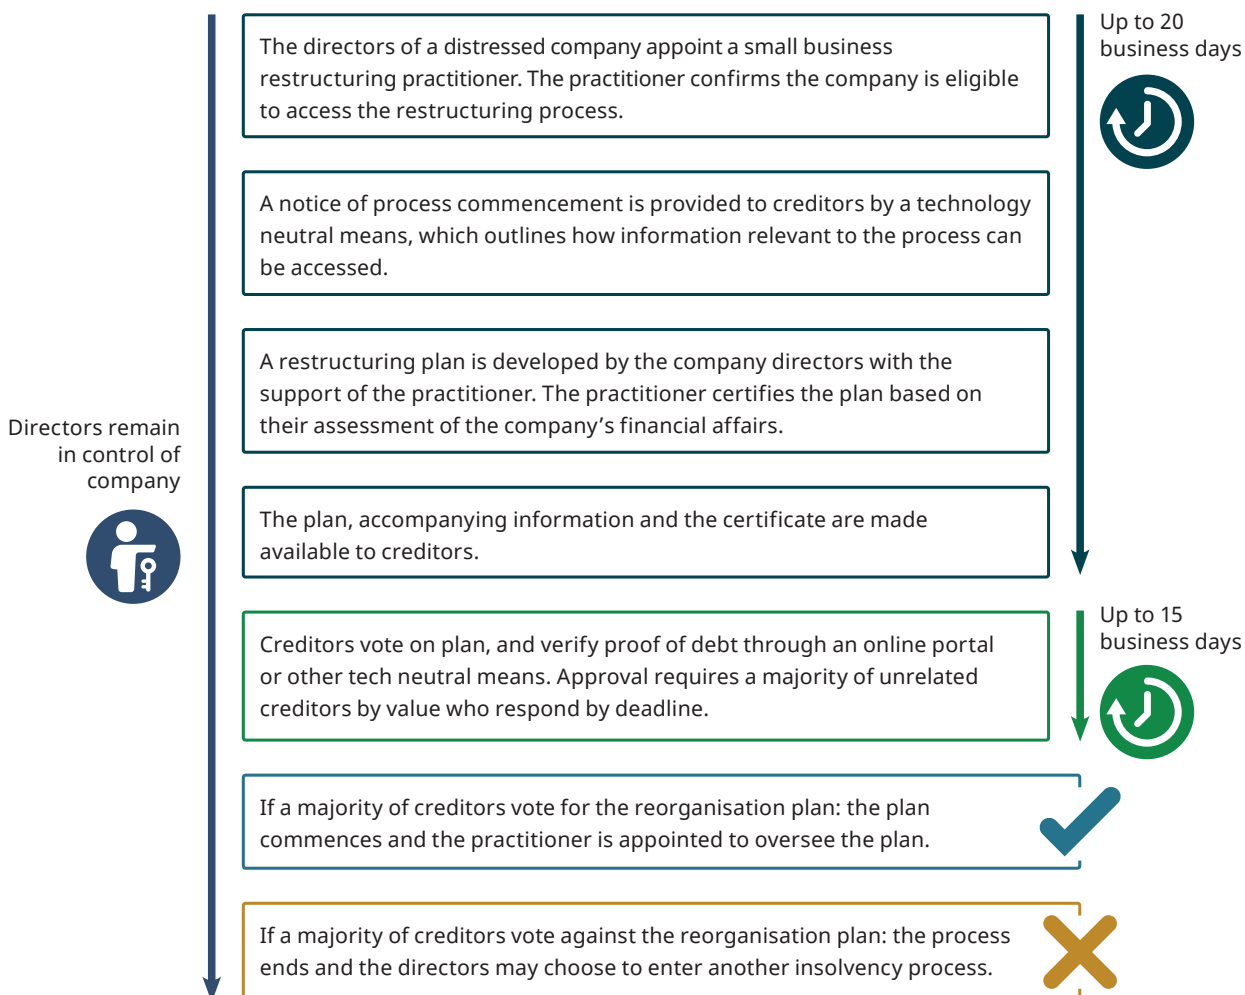 Up to 20
business days
The directors of a distressed company appoint a small business
restructuring practitioner. The practitioner confirms the company is eligible
to access the restructuring process.
A notice of process commencement is provided to creditors by a technology
neutral means, which outlines how information relevant to the process can
be accessed.
A restructuring plan is developed by the company directors with the
support of the practitioner. The practitioner certifies the plan based on
their assessment of the company’s financial affairs.
Directors remain
in control of
company
The plan, accompanying information and the certificate are made
available to creditors.
Up to 15
business days
Creditors vote on plan, and verify proof of debt through an online portal
or other tech neutral means. Approval requires a majority of unrelated
creditors by value who respond by deadline.
If a majority of creditors vote for the reorganisation plan: the plan
commences and the practitioner is appointed to oversee the plan.
If a majority of creditors vote against the reorganisation plan: the process
ends and the directors may choose to enter another insolvency process.